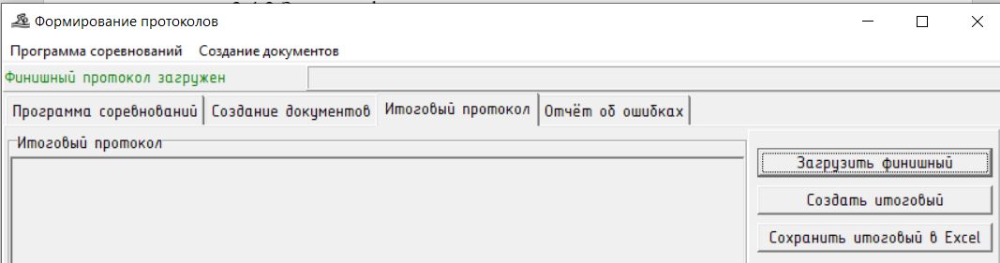 Формирование протоколов
Программа соревнований Создание документов
Финишный протокол загружен
Программа соревнований Создание документов Итоговый протокол Отчёт об ошибках
Итоговый протокол
Загрузить финишный
Создать итоговый
Сохранить итоговый в Excel